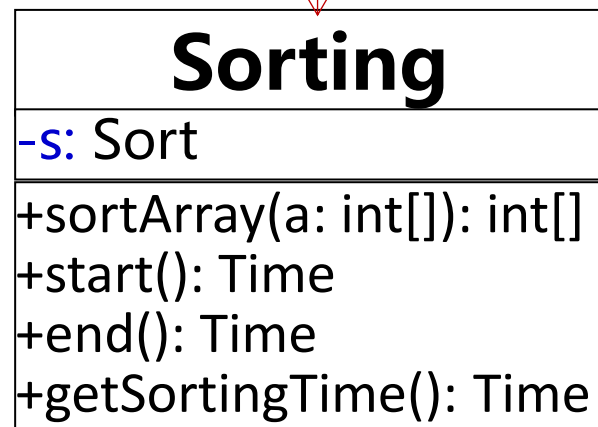 Sorting
-s: Sort
+sortArray(a: int[]): int[]
+start(): Time
+end(): Time
+getSortingTime(): Time